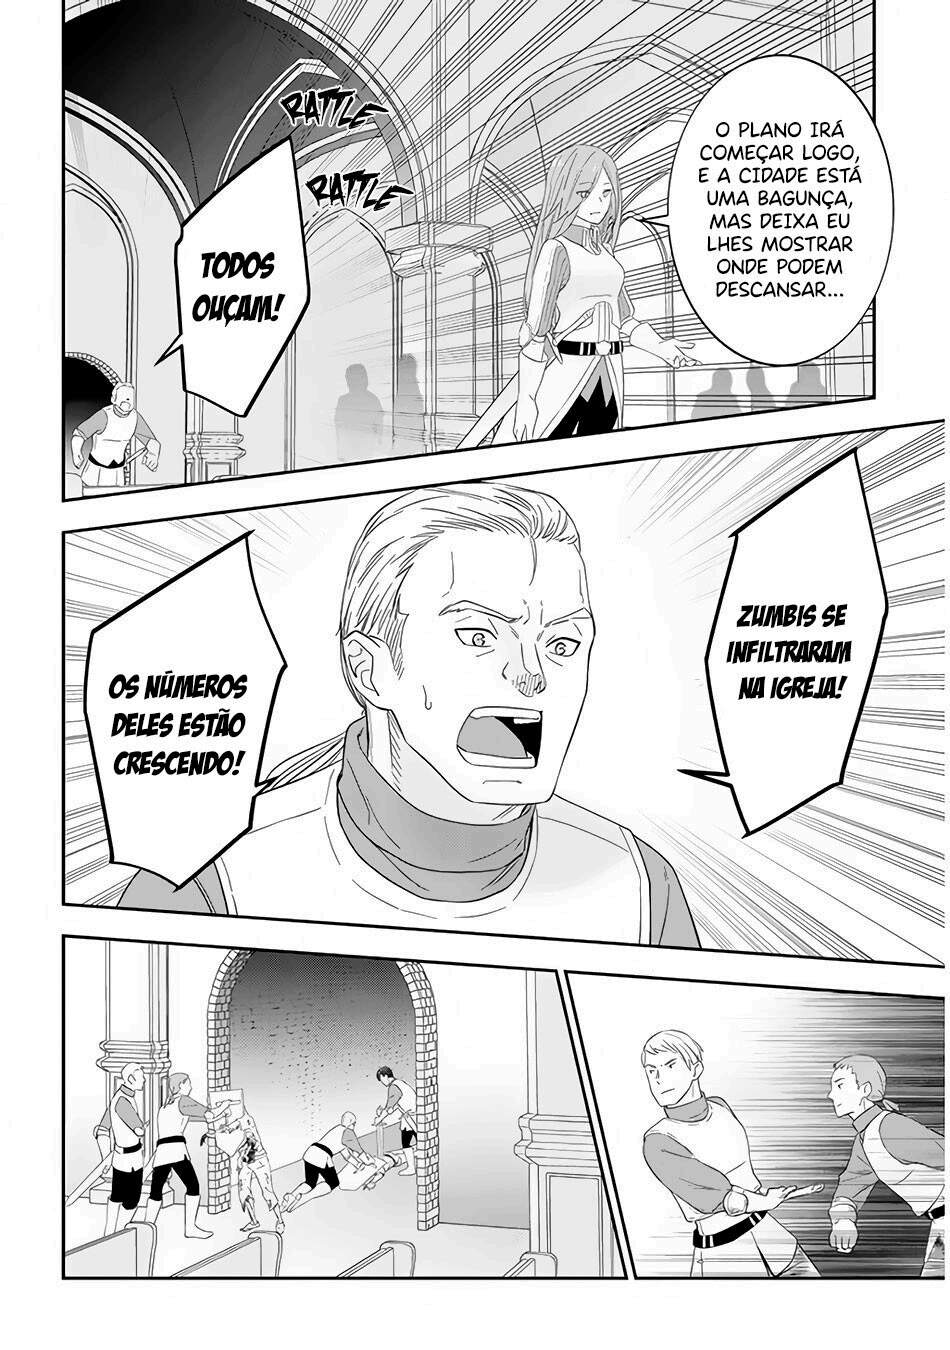 O PLANO IRÁ
COMEÇAR LOGO,
E A CIDADE ESTÁ
UMA BAGUNÇA,
MAS DEIXA EU
LHES MOSTRAR
ONDE PODEM
DESCANSAR...
RATTLE
RATTLE
TODOS
OUÇAM!
ZUMBIS SE
INFILTRARAM
NA IGREJA!
OS NÚMEROS
DELES ESTÃO
CRESCENDO!